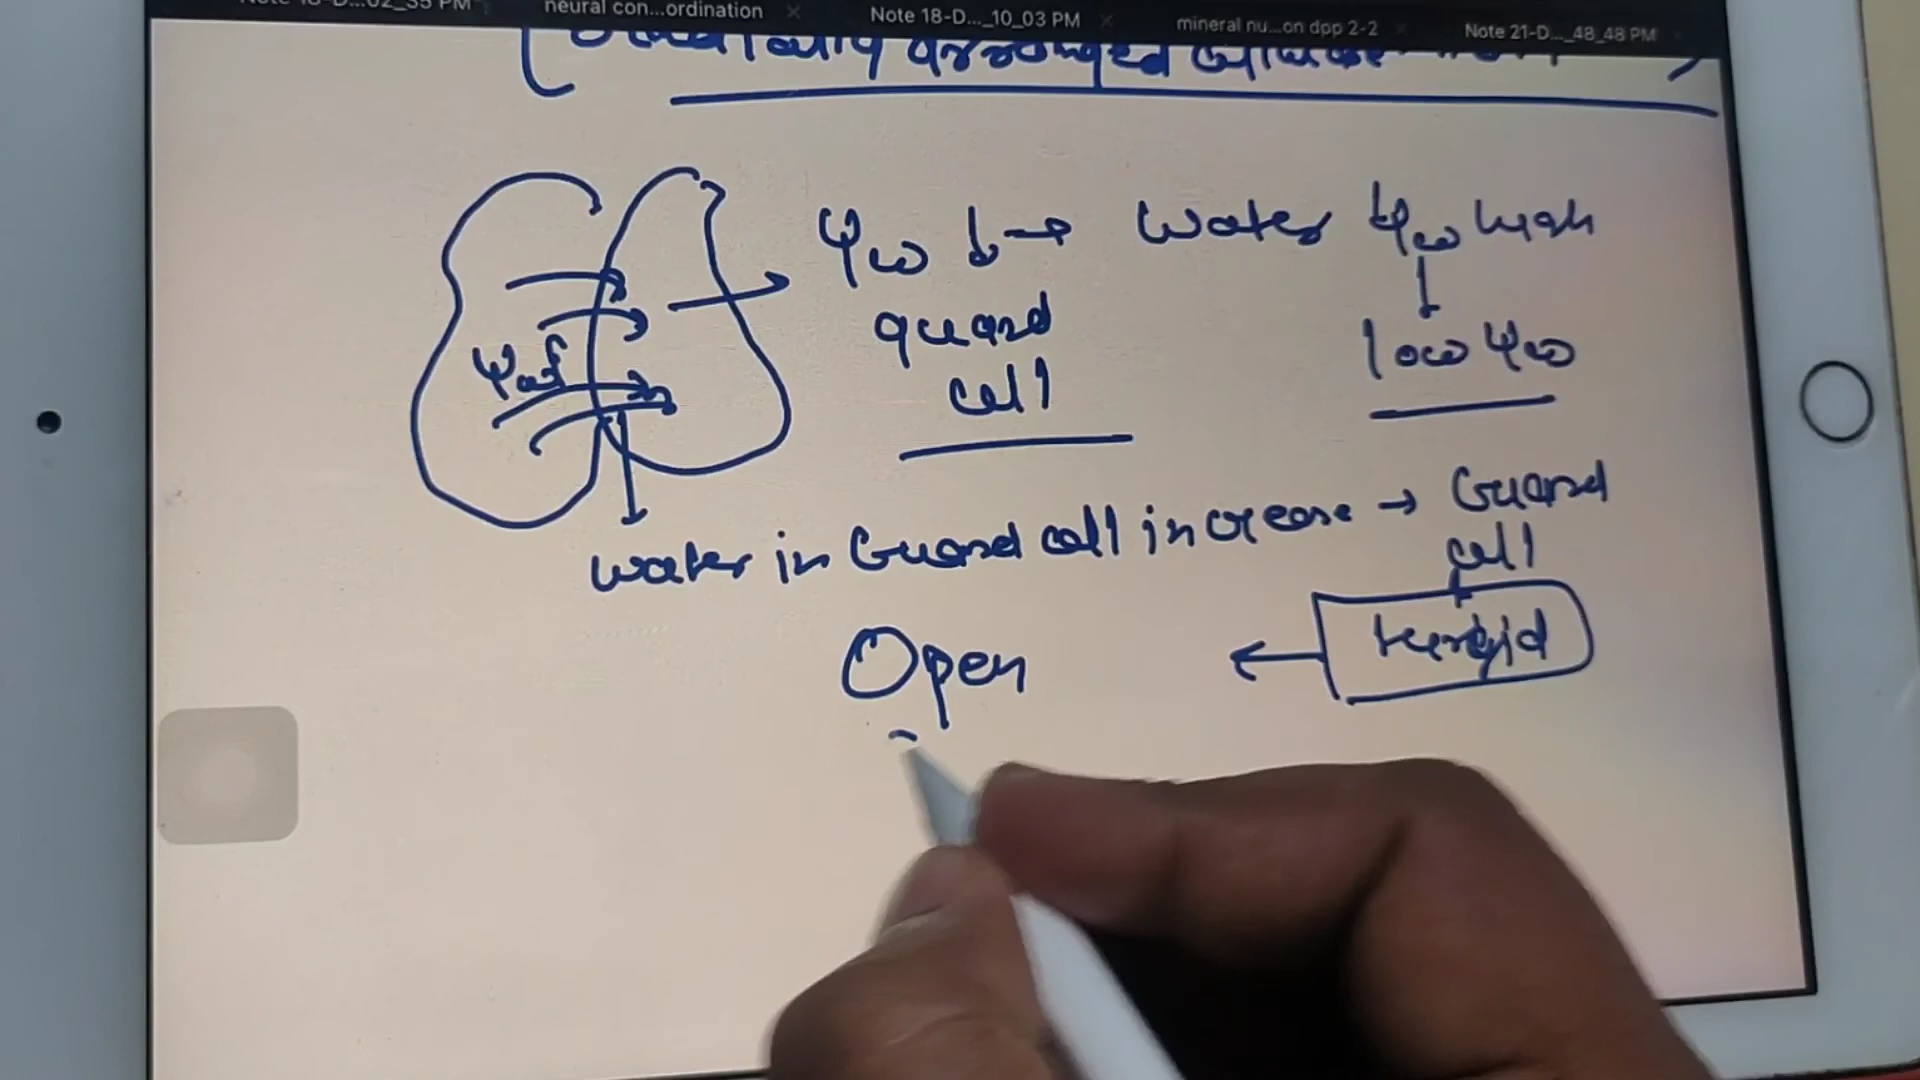 neural con...ordination
Note 18-D..._10_03 PM
mineral nu...on dpp 2-2
Note 21-D..._48_48 PM
arranged
Ψw ↓→ Water Ψw high
guard
cell
↓
low Ψw
water in Guard cell increase → Guard
cell
turgid
←
Open